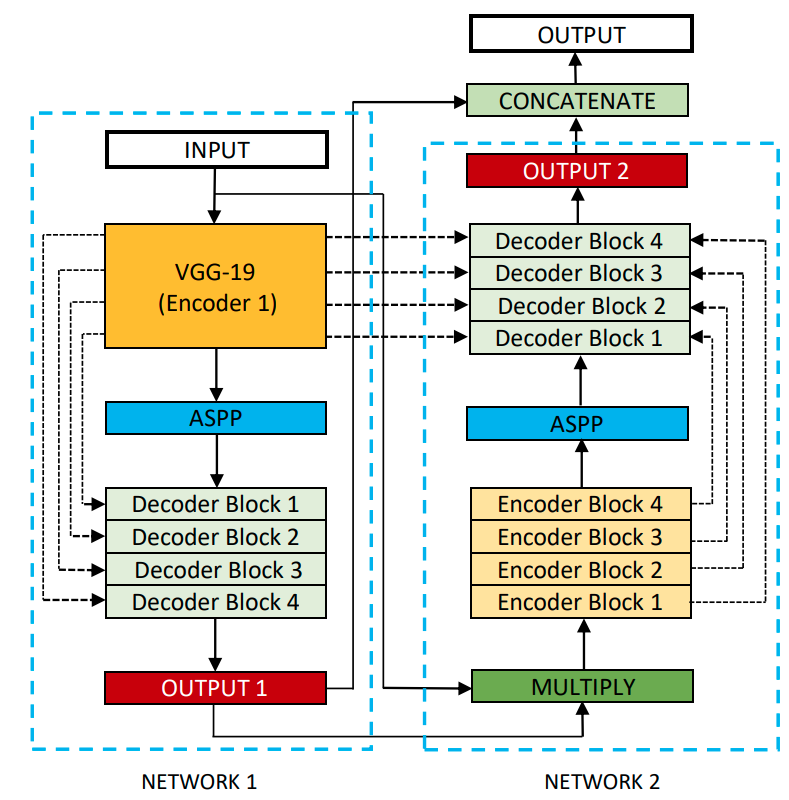 OUTPUT
CONCATENATE
INPUT
OUTPUT 2
VGG-19
(Encoder 1)
Decoder Block 4
Decoder Block 3
Decoder Block 2
Decoder Block 1
ASPP
ASPP
Decoder Block 1
Decoder Block 2
Decoder Block 3
Decoder Block 4
Encoder Block 4
Encoder Block 3
Encoder Block 2
Encoder Block 1
OUTPUT 1
MULTIPLY
NETWORK 1
NETWORK 2